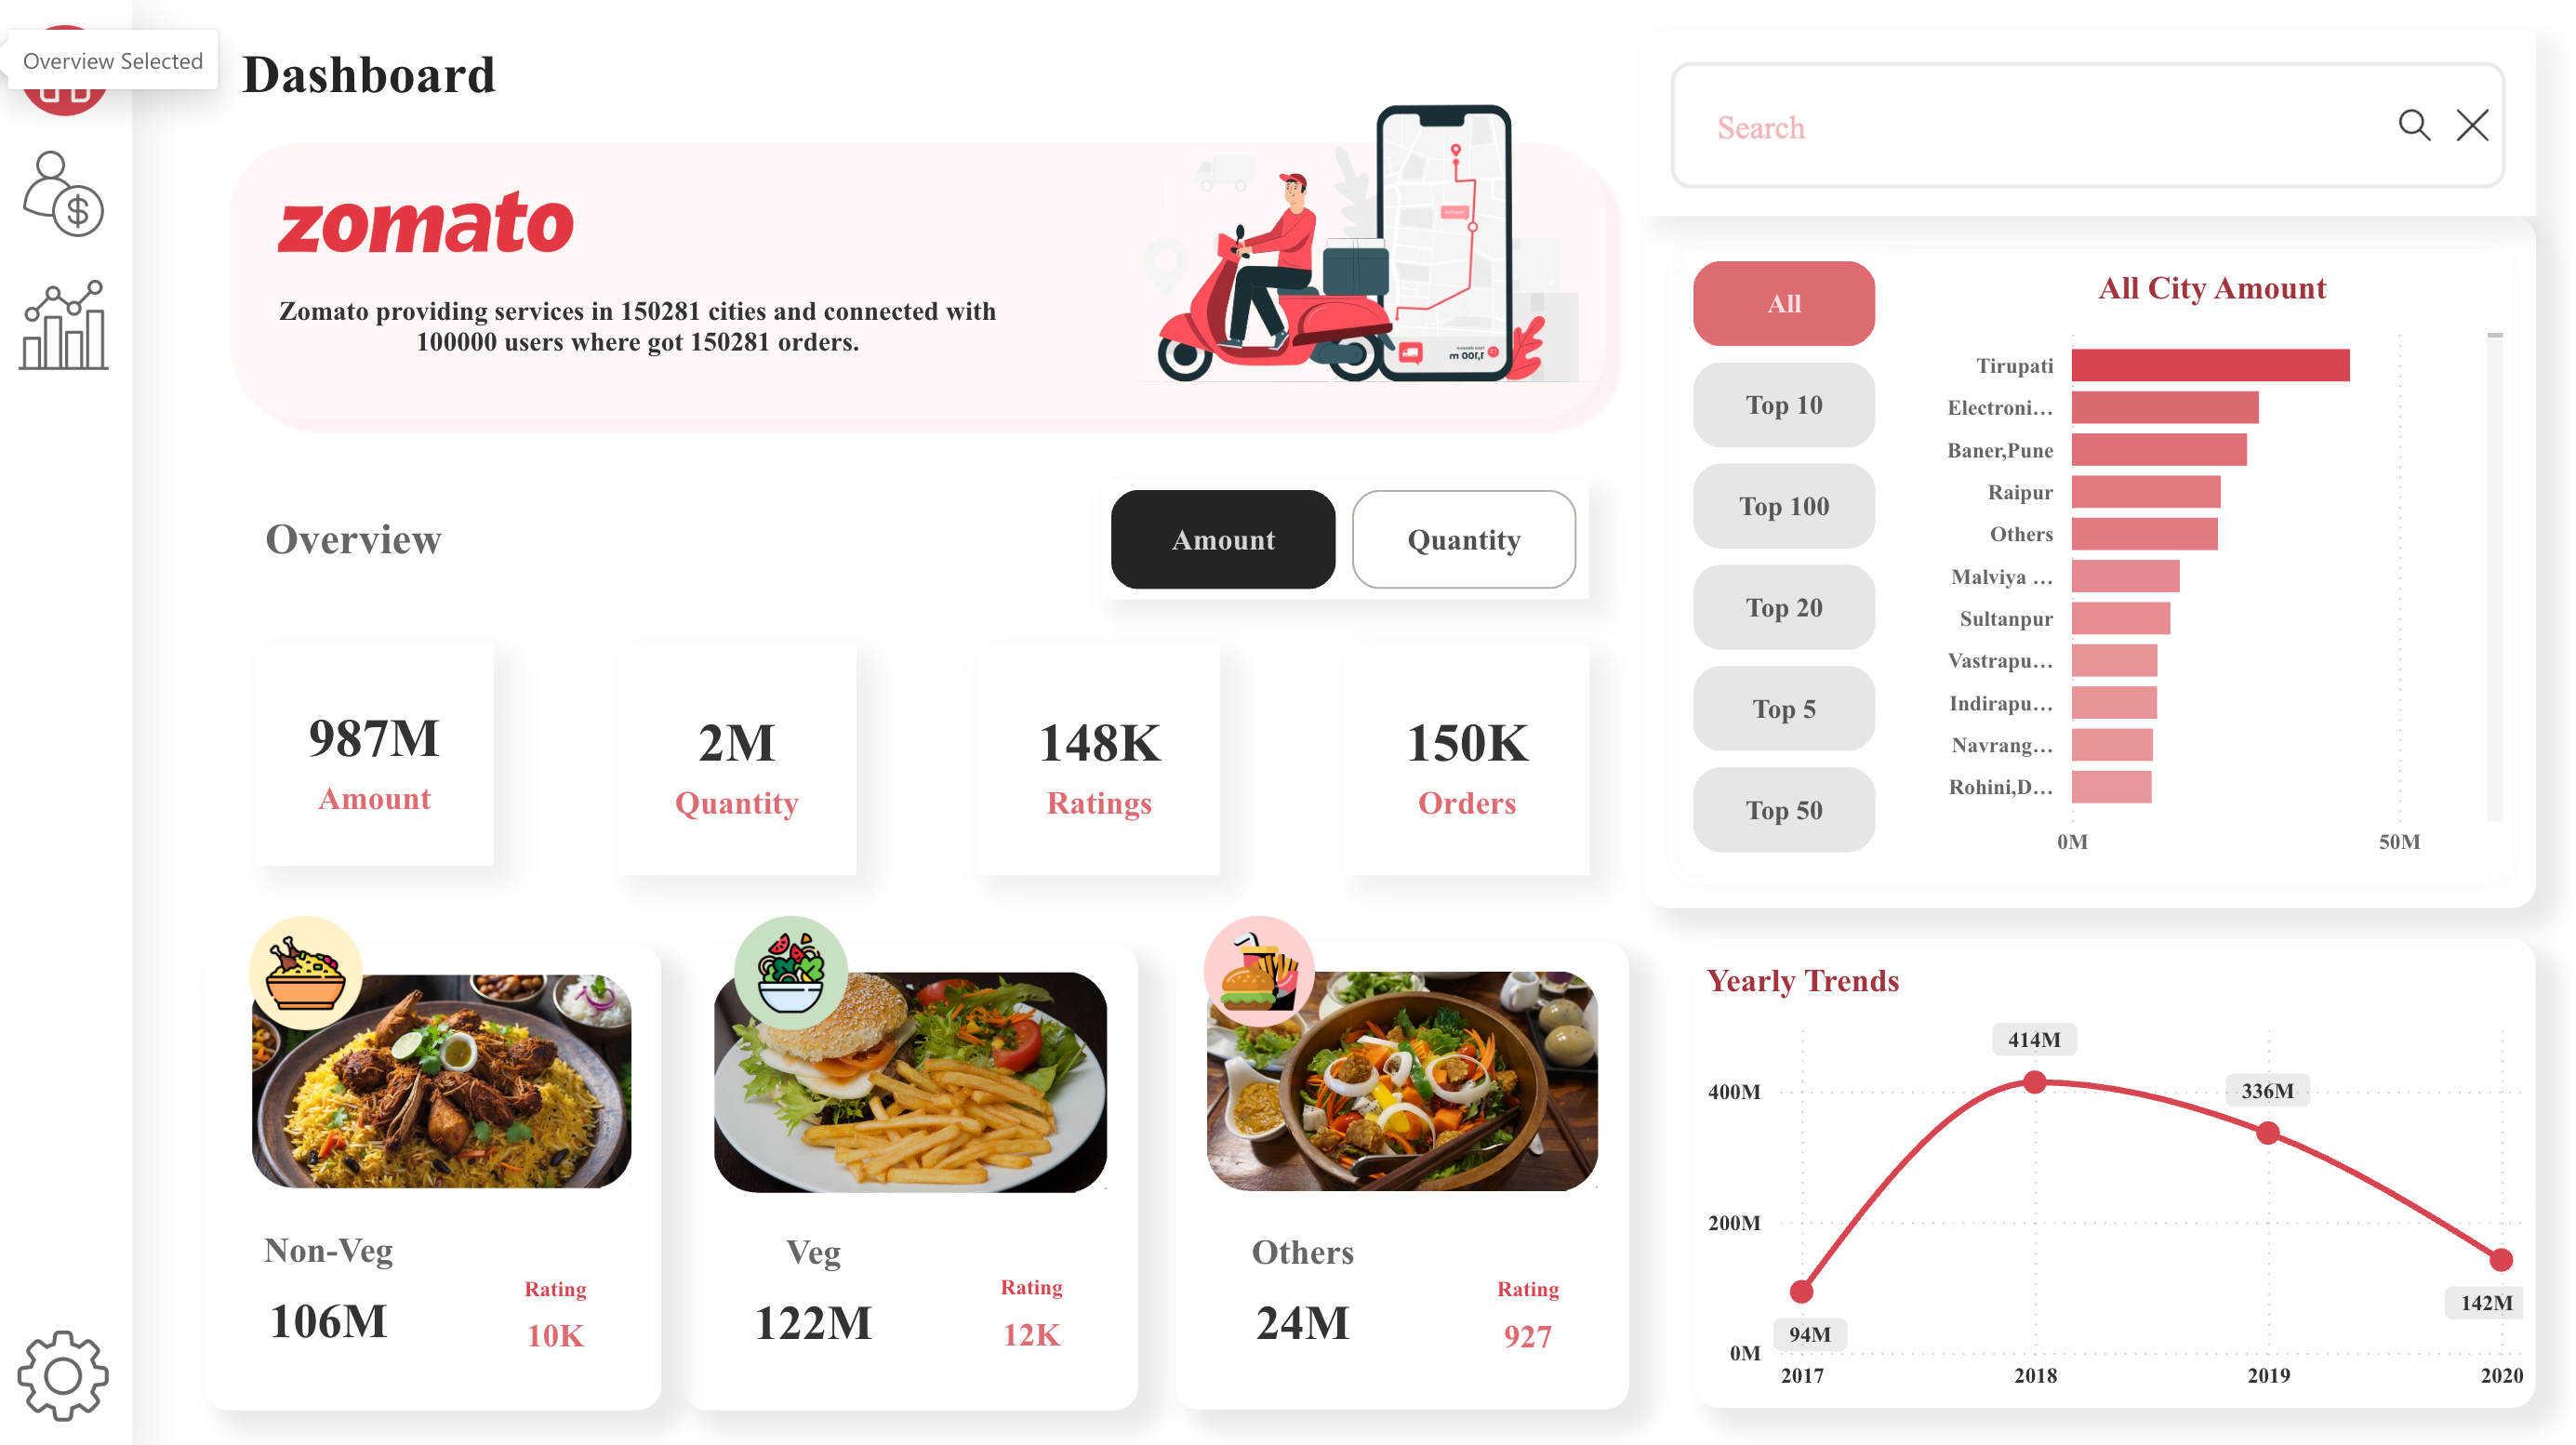 Overview Selected
Dashboard
zomato
Zomato providing services in 150281 cities and connected with
100000 users where got 150281 orders.
Overview
Amount
Quantity
987M
Amount
2M
Quantity
148K
Ratings
150K
Orders
Non-Veg
106M
Rating
10K
Veg
122M
Rating
12K
Others
24M
Rating
927
Search
All
Top 10
Top 100
Top 20
Top 5
Top 50
All City Amount
Tirupati
Electroni…
Baner,Pune
Raipur
Others
Malviya …
Sultanpur
Vastrapu…
Indirapu…
Navrang…
Rohini,D…
0M
50M
Yearly Trends
400M
200M
0M
414M
336M
142M
94M
2017
2018
2019
2020